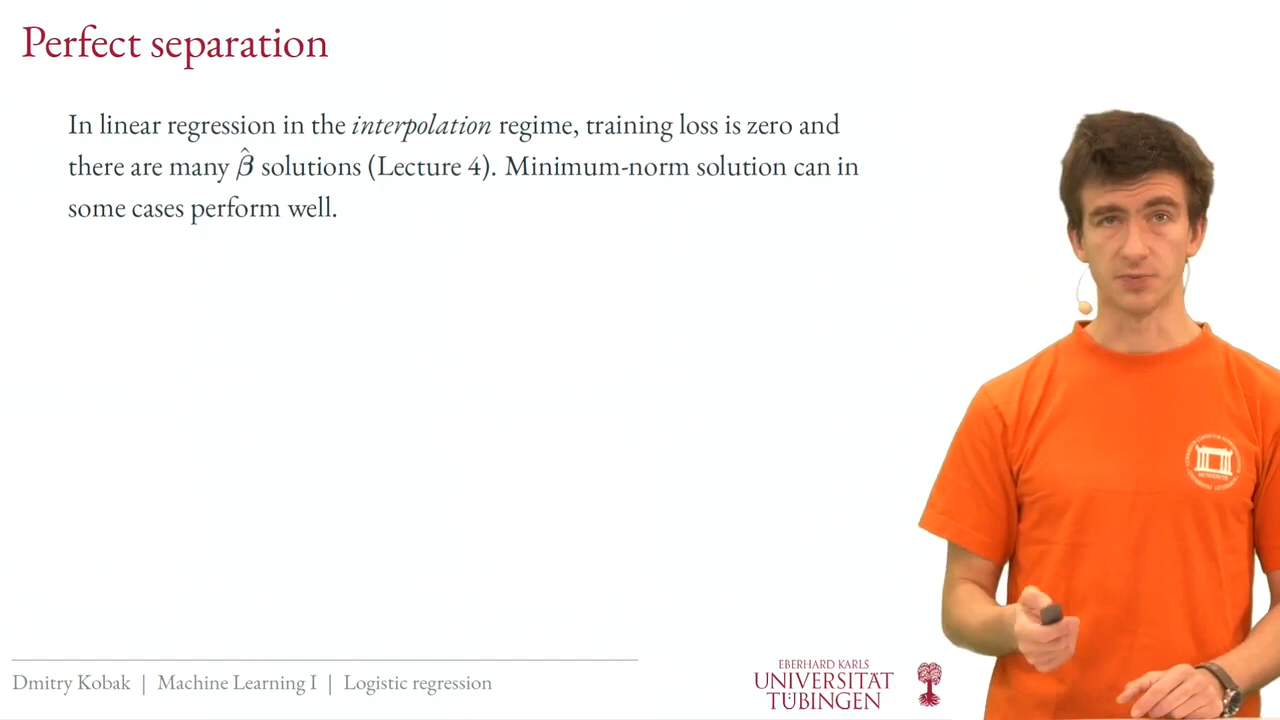 Perfect separation
In linear regression in the interpolation regime, training loss is zero and
there are many β̂ solutions (Lecture 4). Minimum-norm solution can in
some cases perform well.
Dmitry Kobak | Machine Learning I | Logistic regression
EBERHARD KARLS
UNIVERSITÄT
TÜBINGEN